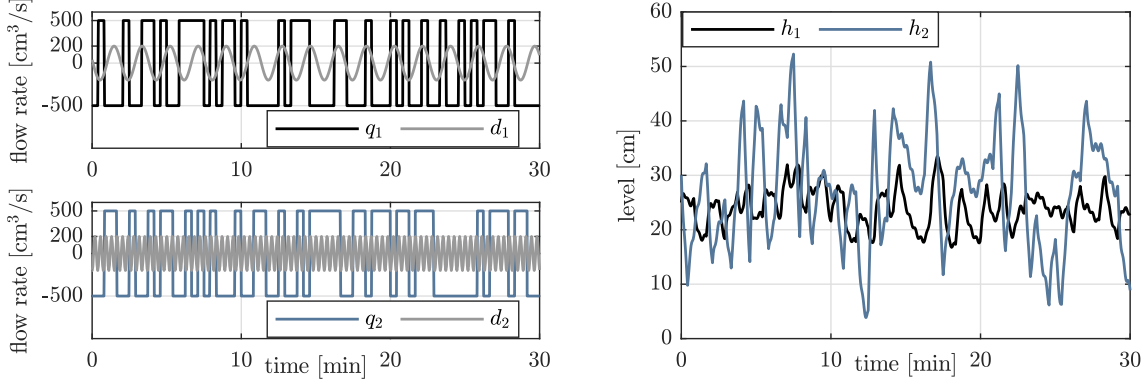 flow rate [cm³/s]
500
200
0
-500
q₁ d₁
0 10 20 30
flow rate [cm³/s]
500
200
0
-500
q₂ d₂
0 10 20 30
time [min]
level [cm]
60
50
40
30
20
10
0
h₁ h₂
0 10 20 30
time [min]